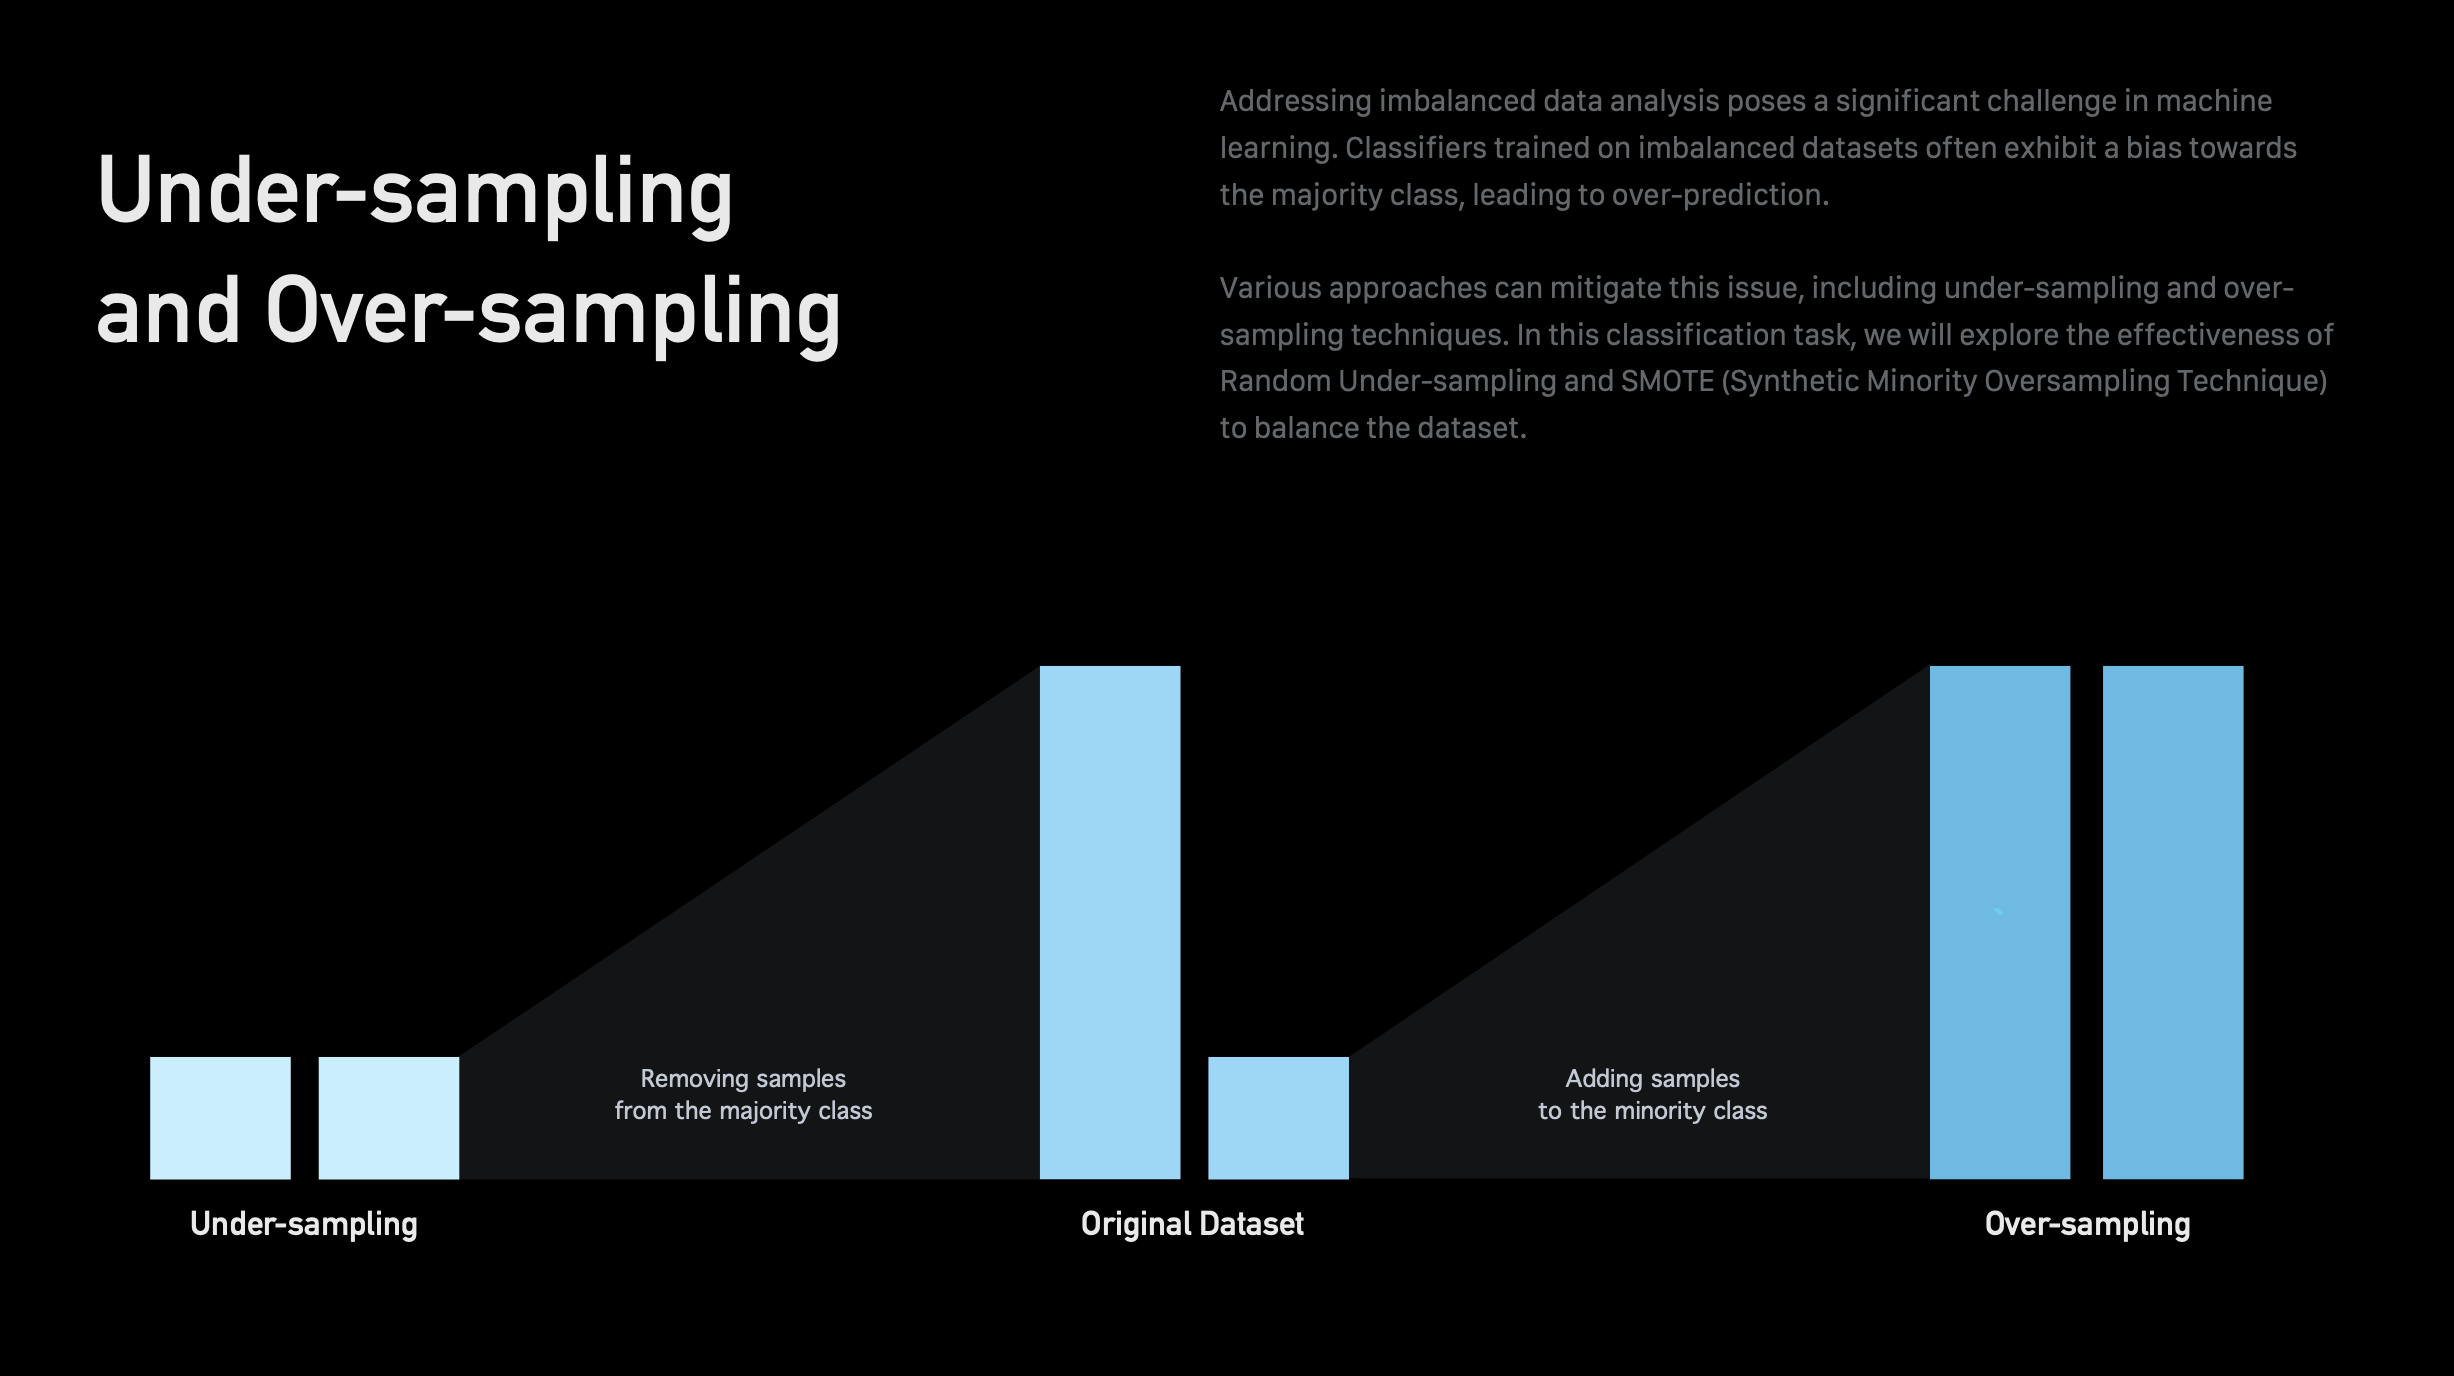 Under-sampling
and Over-sampling
Addressing imbalanced data analysis poses a significant challenge in machine
learning. Classifiers trained on imbalanced datasets often exhibit a bias towards
the majority class, leading to over-prediction.
Various approaches can mitigate this issue, including under-sampling and over-
sampling techniques. In this classification task, we will explore the effectiveness of
Random Under-sampling and SMOTE (Synthetic Minority Oversampling Technique)
to balance the dataset.
Removing samples
from the majority class
Adding samples
to the minority class
Under-sampling
Original Dataset
Over-sampling